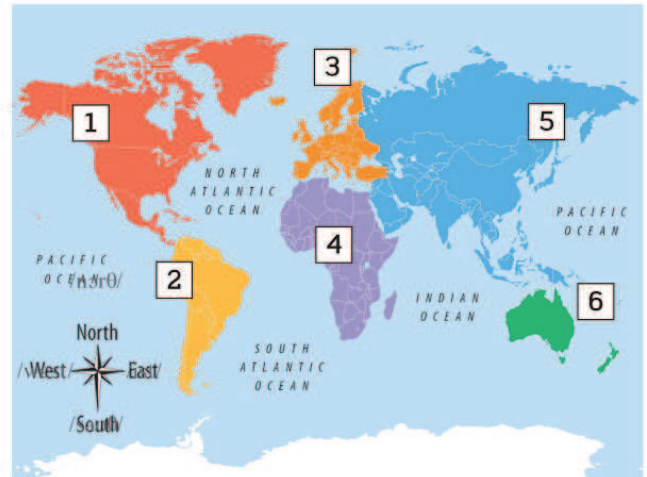 3
1
5
NORTH
ATLANTIC
OCEAN
PACIFIC
OCEAN
4
PACIFIC
OCEAN
2
INDIAN
OCEAN
6
North
West
East
South
SOUTH
ATLANTIC
OCEAN